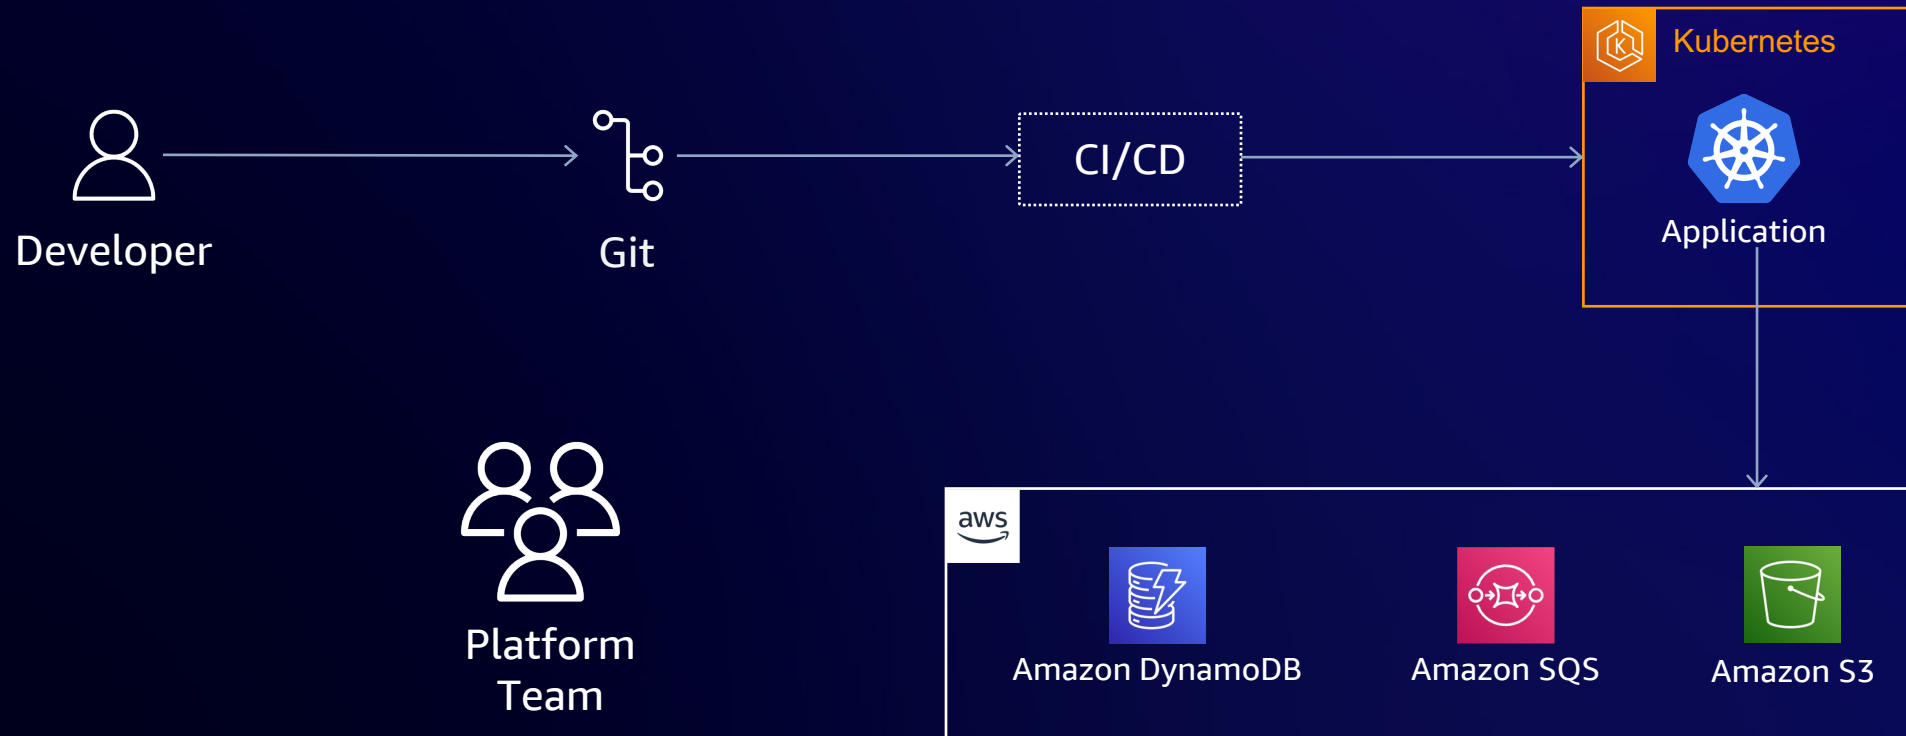 Kubernetes
K
CI/CD
Application
Developer
Git
aws
Platform
Team
Amazon DynamoDB
Amazon SQS
Amazon S3